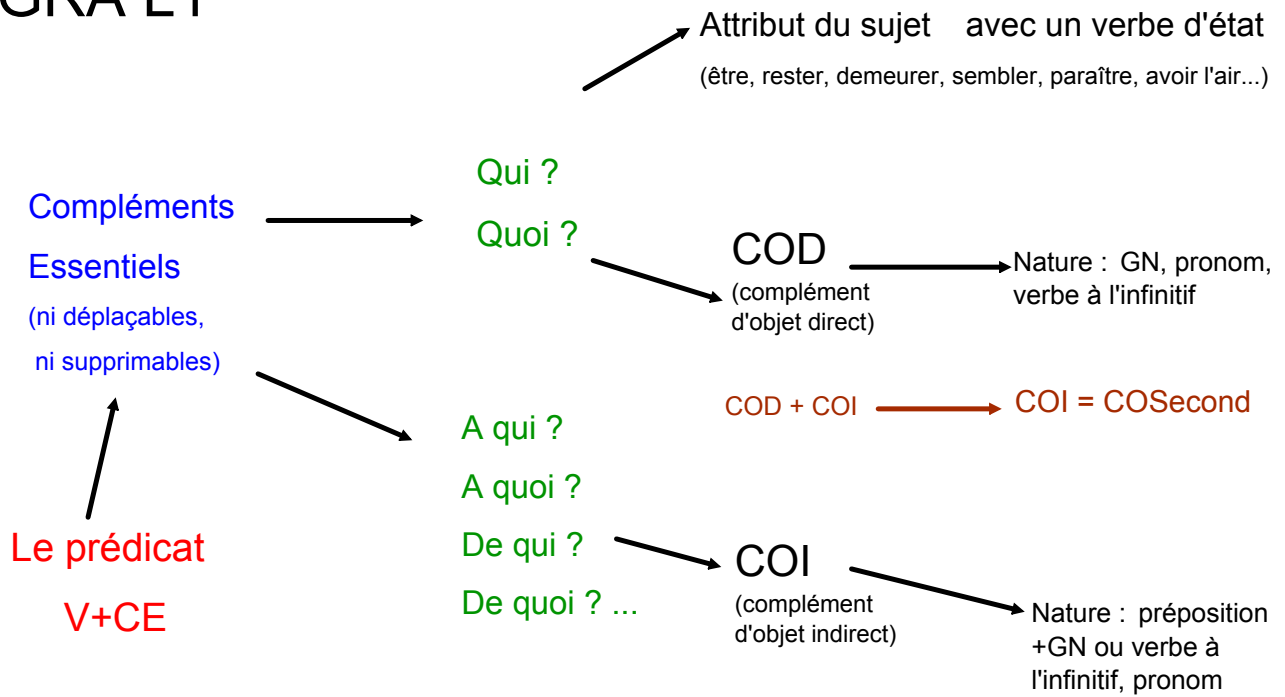 GRA L1
Attribut du sujet avec un verbe d'état
(être, rester, demeurer, sembler, paraître, avoir l'air...)
Qui ?
Quoi ?
Compléments
Essentiels
(ni déplaçables,
ni supprimables)
COD
(complément
d'objet direct)
Nature : GN, pronom,
verbe à l'infinitif
COD + COI
COI = COSecond
A qui ?
A quoi ?
De qui ?
De quoi ? ...
Le prédicat
V+CE
COI
(complément
d'objet indirect)
Nature : préposition
+GN ou verbe à
l'infinitif, pronom